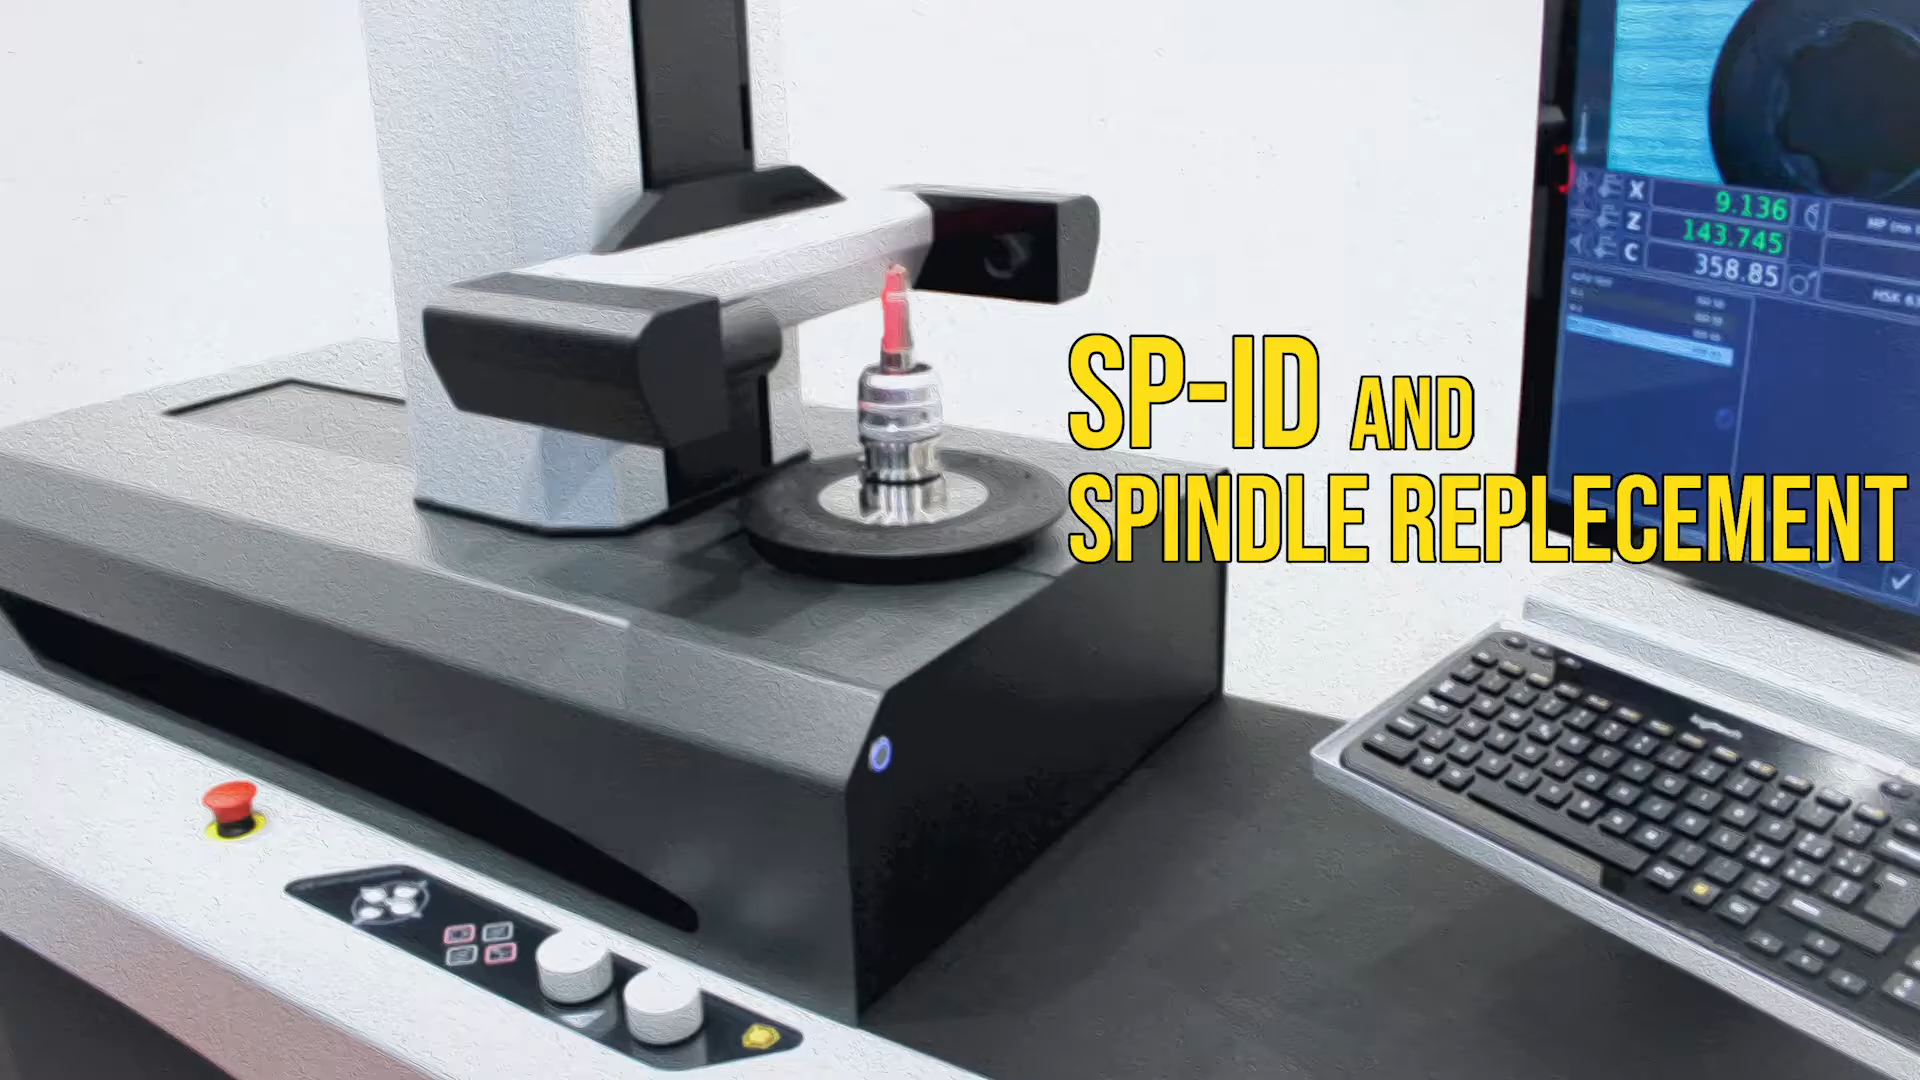 X 9.136
Z 143.745
C 358.85
SP-ID AND
SPINDLE REPLECEMENT